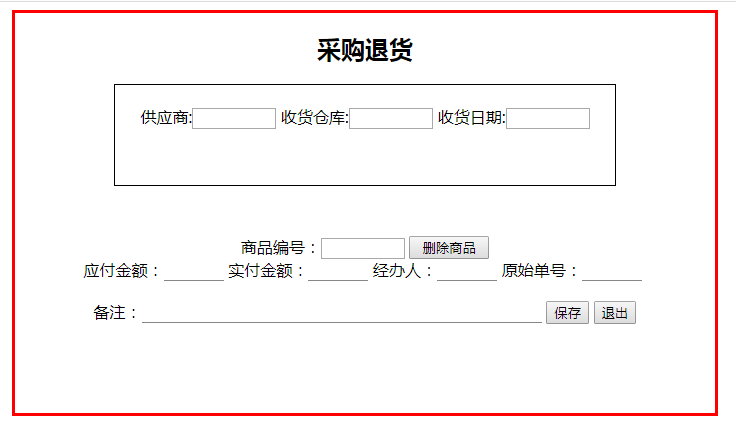 采购退货
供应商: 收货仓库: 收货日期:
商品编号： 删除商品
应付金额： 实付金额： 经办人： 原始单号：
备注： 保存 退出